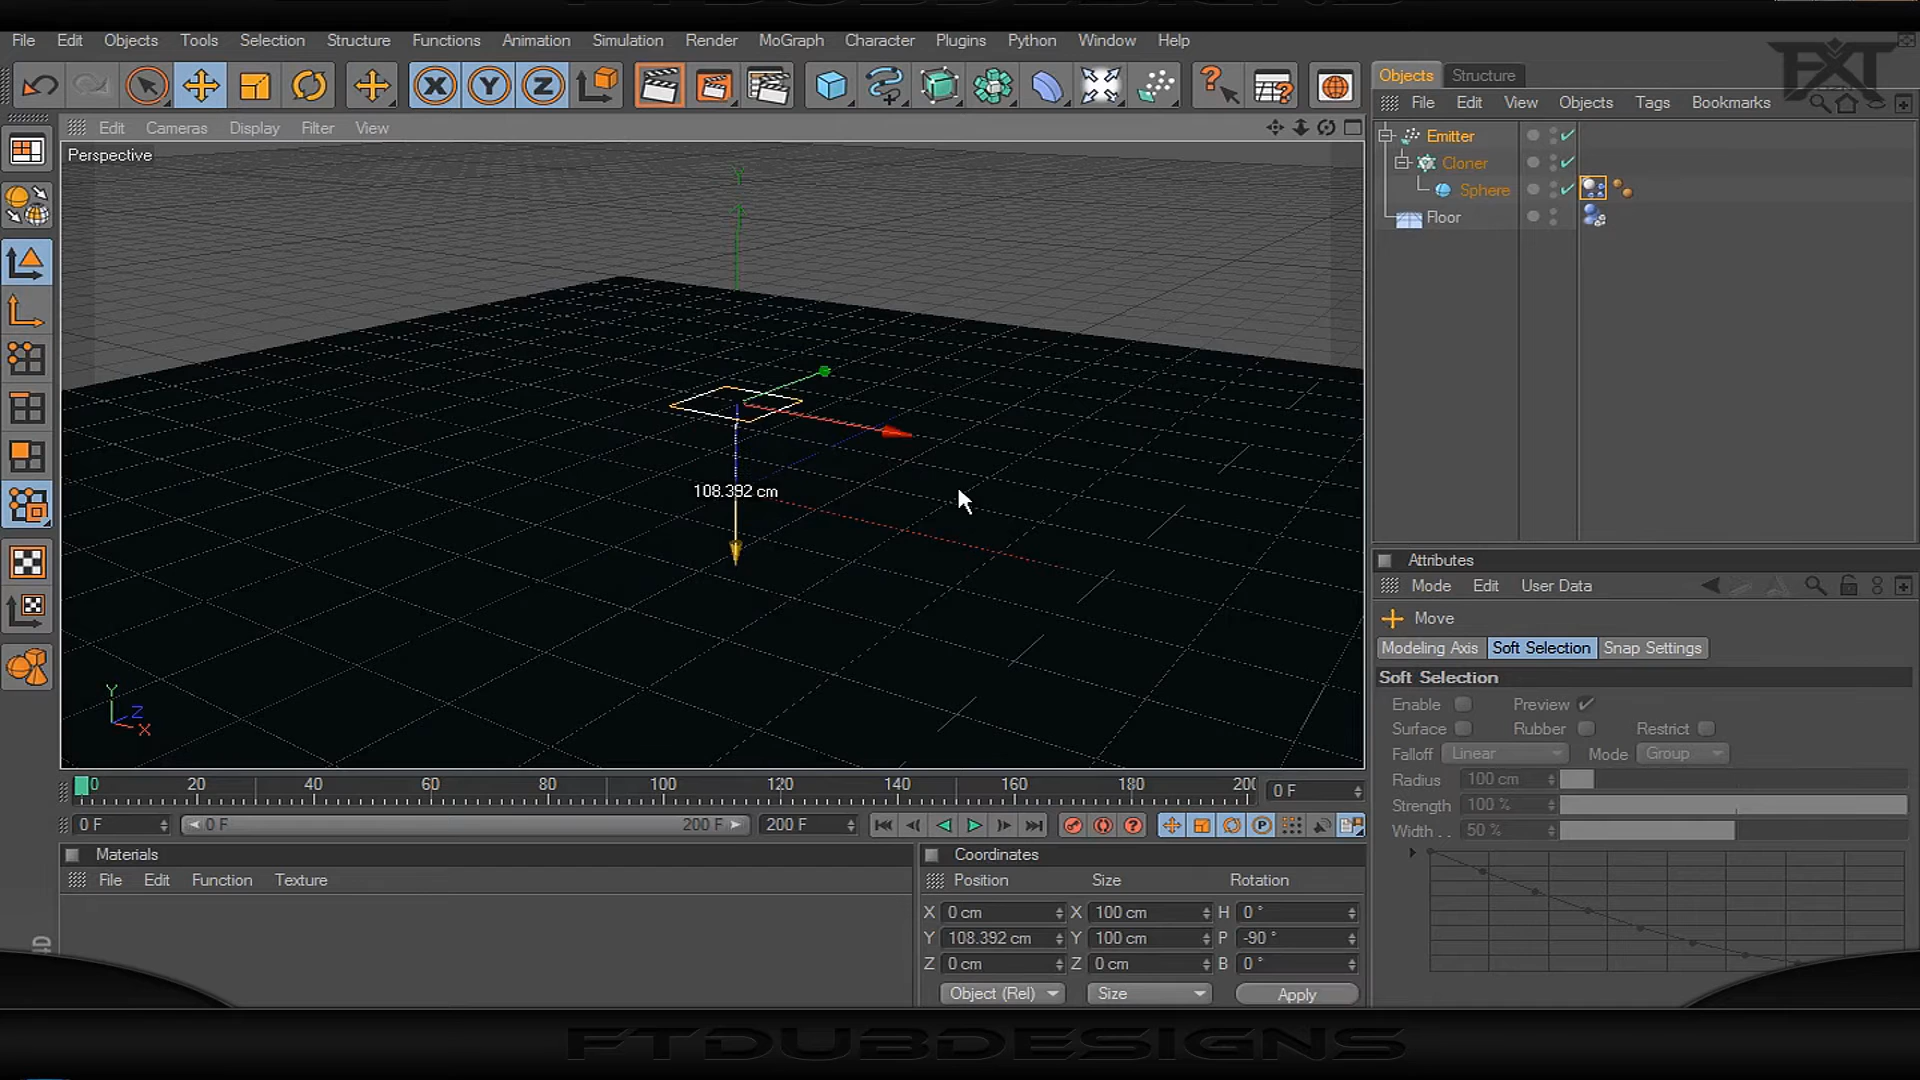 File Edit Objects Tools Selection Structure Functions Animation Simulation Render MoGraph Character Plugins Python Window Help
X Y Z
Objects Structure
FXT
File Edit View Objects Tags Bookmarks
Edit Cameras Display Filter View
Perspective
Emitter
Cloner
Sphere
Floor
Y
108.392 cm
Y
Z
X
Attributes
Mode Edit User Data
Move
Modeling Axis Soft Selection Snap Settings
Soft Selection
Enable Preview
Surface Rubber Restrict
Falloff Linear Mode Group
Radius 100 cm
Strength 100 %
Width . . 50 %
0 20 40 60 80 100 120 140 160 180 200 0 F
0 F 0 F 200 F 200 F
Materials
File Edit Function Texture
Coordinates
Position Size Rotation
X 0 cm X 100 cm H 0 °
Y 108.392 cm Y 100 cm P -90 °
Z 0 cm Z 0 cm B 0 °
Object (Rel) Size Apply
4D
FTDUBDESIGNS